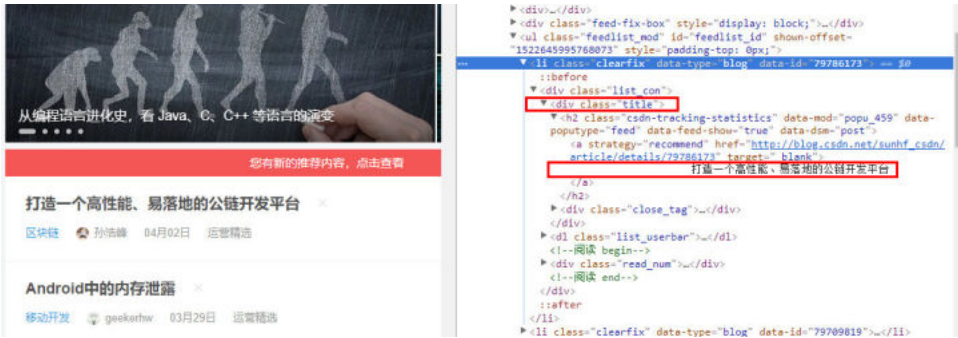 从编程语言进化史，看 Java、C、C++ 等语言的演变
您有新的推荐内容，点击查看
打造一个高性能、易落地的公链开发平台 ×
区块链 孙浩峰 04月02日 运营精选
Android中的内存泄露 ×
移动开发 geekerhw 03月29日 运营精选
▶<div>…</div>
▶<div class="feed-fix-box" style="display: block;">…</div>
▼<ul class="feedlist_mod" id="feedlist_id" shown-offset=
"1522645995768073" style="padding-top: 0px;">
… ▼<li class="clearfix" data-type="blog" data-id="79786173"> == $0
::before
▼<div class="list_con">
▼<div class="title">
▼<h2 class="csdn-tracking-statistics" data-mod="popu_459" data-
poputype="feed" data-feed-show="true" data-dsm="post">
<a strategy="recommend" href="http://blog.csdn.net/sunhf_csdn/
article/details/79786173" target="_blank">
打造一个高性能、易落地的公链开发平台
</a>
</h2>
▶<div class="close_tag">…</div>
</div>
▶<dl class="list_userbar">…</dl>
<!--阅读 begin-->
▶<div class="read_num">…</div>
<!--阅读 end-->
</div>
::after
</li>
▶<li class="clearfix" data-type="blog" data-id="79709819">…</li>